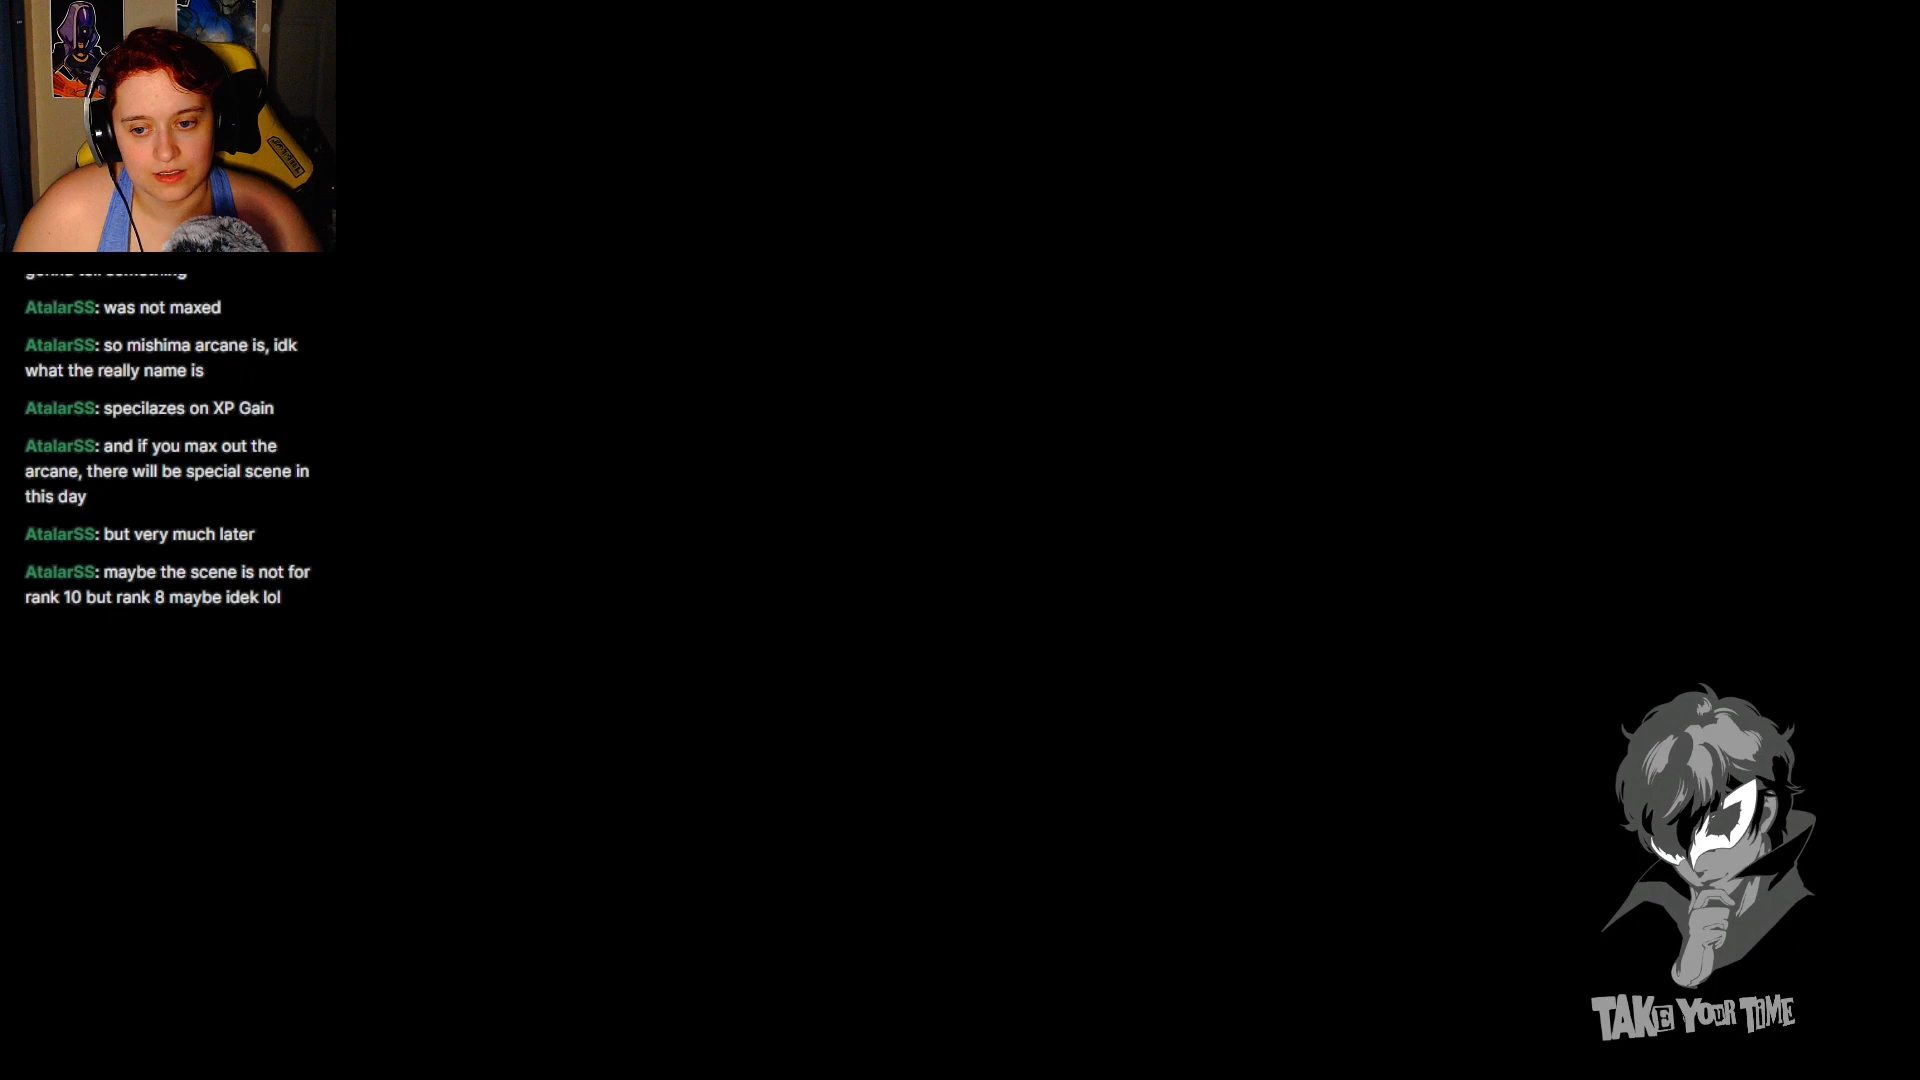 AtalarSS: was not maxed
AtalarSS: so mishima arcane is, idk
what the really name is
AtalarSS: specilazes on XP Gain
AtalarSS: and if you max out the
arcane, there will be special scene in
this day
AtalarSS: but very much later
AtalarSS: maybe the scene is not for
rank 10 but rank 8 maybe idek lol
TAKE YOUR TIME